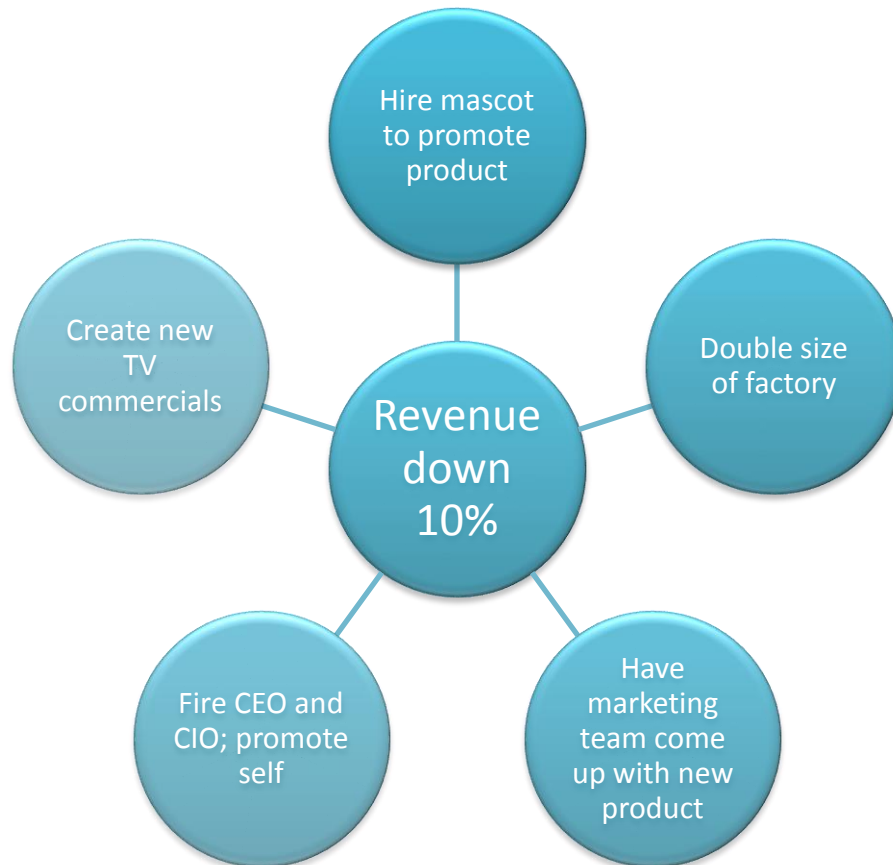 Hire mascot
to promote
product
Create new
TV
commercials
Double size
of factory
Revenue
down
10%
Fire CEO and
CIO; promote
self
Have
marketing
team come
up with new
product